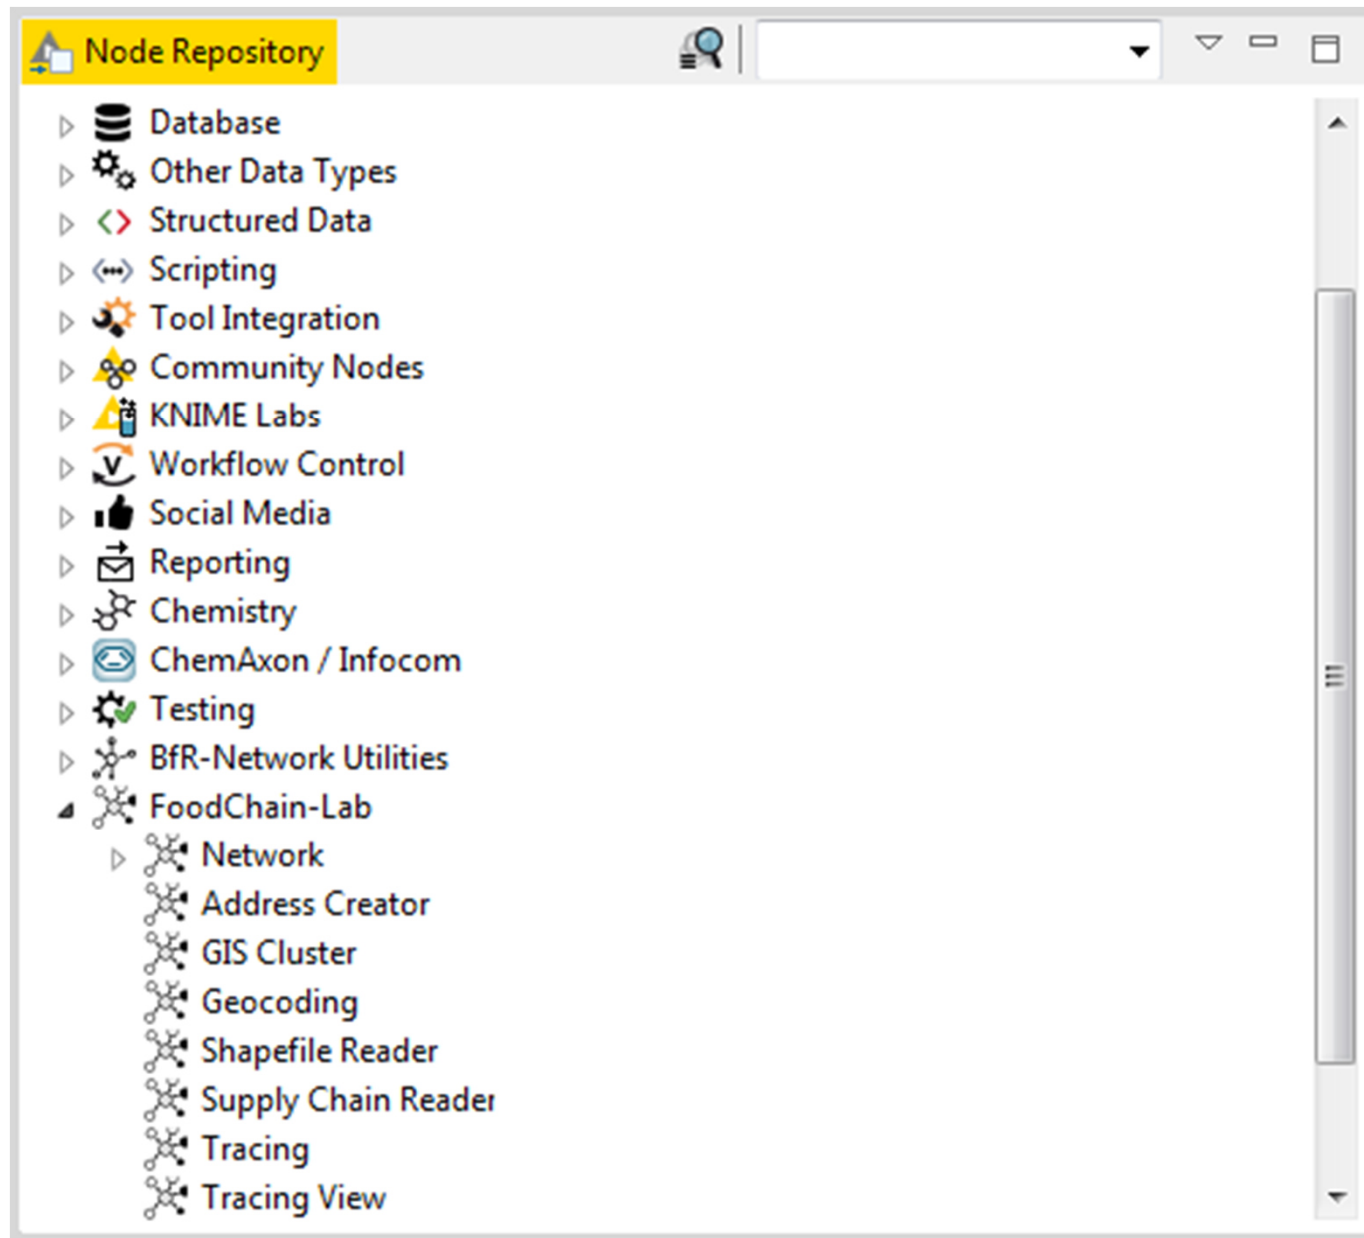 Node Repository
Database
Other Data Types
Structured Data
Scripting
Tool Integration
Community Nodes
KNIME Labs
Workflow Control
Social Media
Reporting
Chemistry
ChemAxon / Infocom
Testing
BfR-Network Utilities
FoodChain-Lab
Network
Address Creator
GIS Cluster
Geocoding
Shapefile Reader
Supply Chain Reader
Tracing
Tracing View